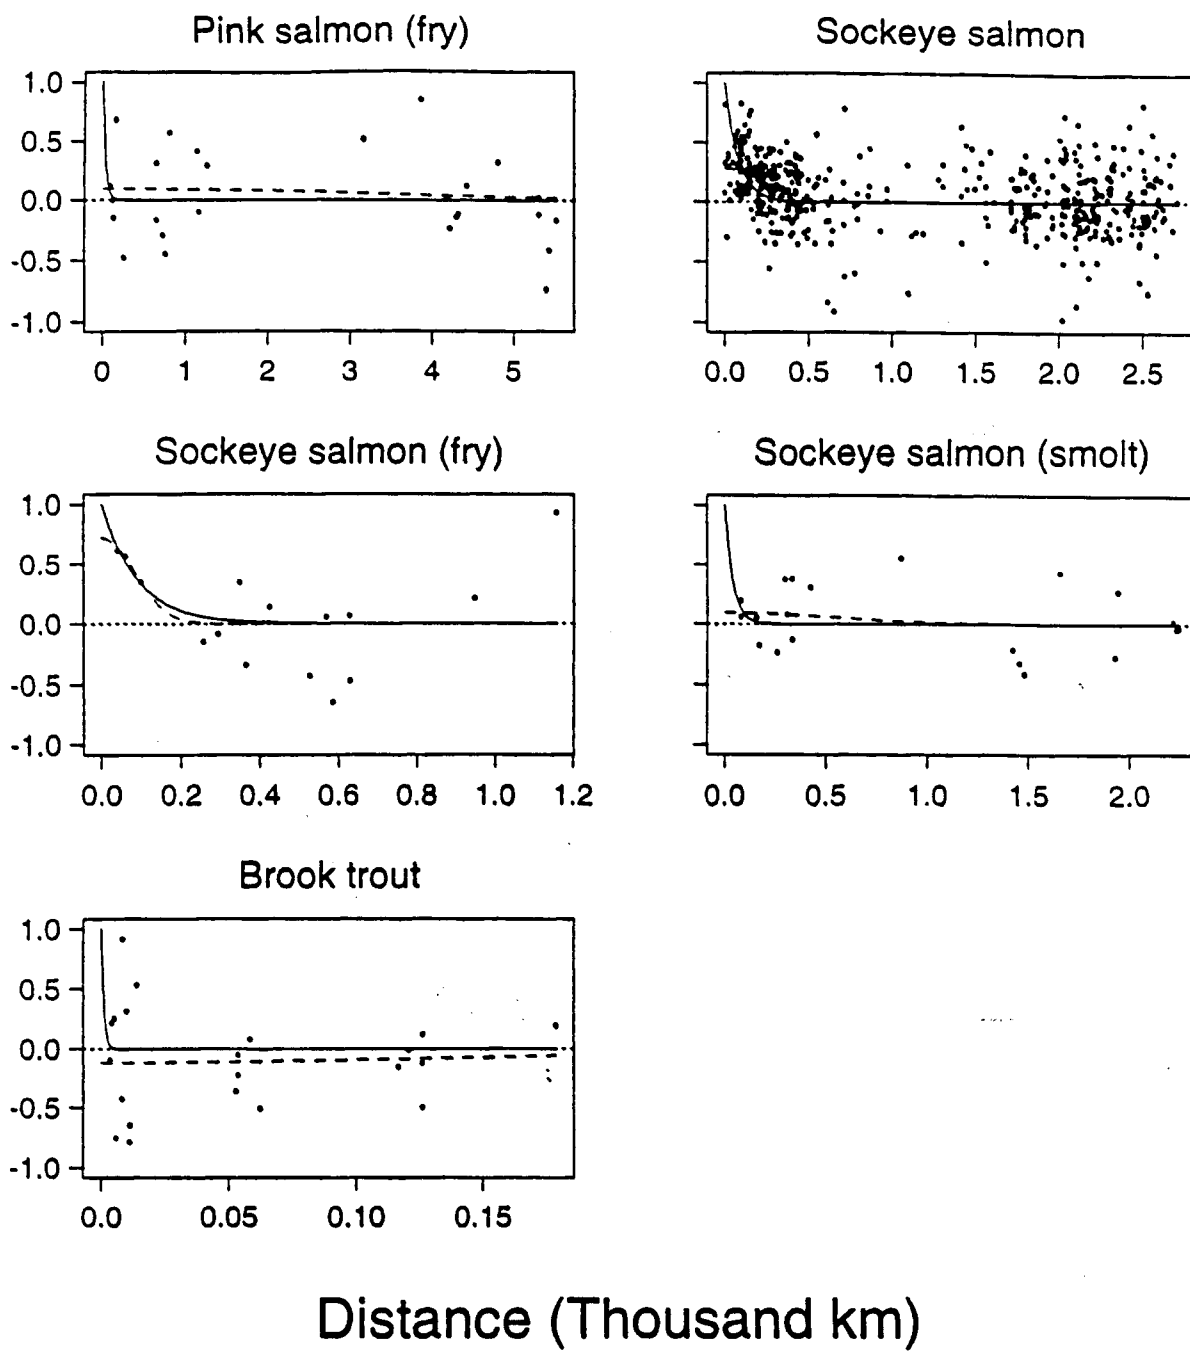 Pink salmon (fry)
Sockeye salmon
1.0
0.5
0.0
-0.5
-1.0
0 1 2 3 4 5
0.0 0.5 1.0 1.5 2.0 2.5
Sockeye salmon (fry)
Sockeye salmon (smolt)
1.0
0.5
0.0
-0.5
-1.0
0.0 0.2 0.4 0.6 0.8 1.0 1.2
0.0 0.5 1.0 1.5 2.0
Brook trout
1.0
0.5
0.0
-0.5
-1.0
0.0 0.05 0.10 0.15
Distance (Thousand km)